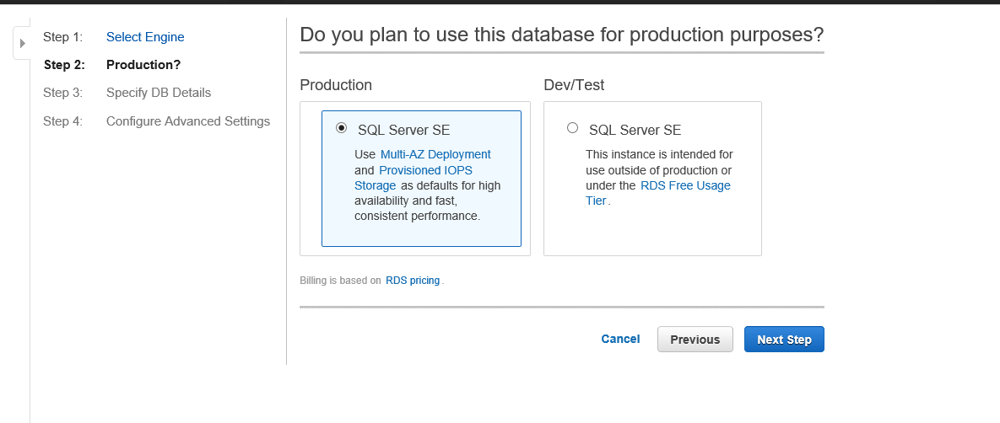 Step 1: Select Engine
Step 2: Production?
Step 3: Specify DB Details
Step 4: Configure Advanced Settings
Do you plan to use this database for production purposes?
Production
SQL Server SE
Use Multi-AZ Deployment
and Provisioned IOPS
Storage as defaults for high
availability and fast,
consistent performance.
Dev/Test
SQL Server SE
This instance is intended for
use outside of production or
under the RDS Free Usage
Tier.
Billing is based on RDS pricing.
Cancel Previous Next Step